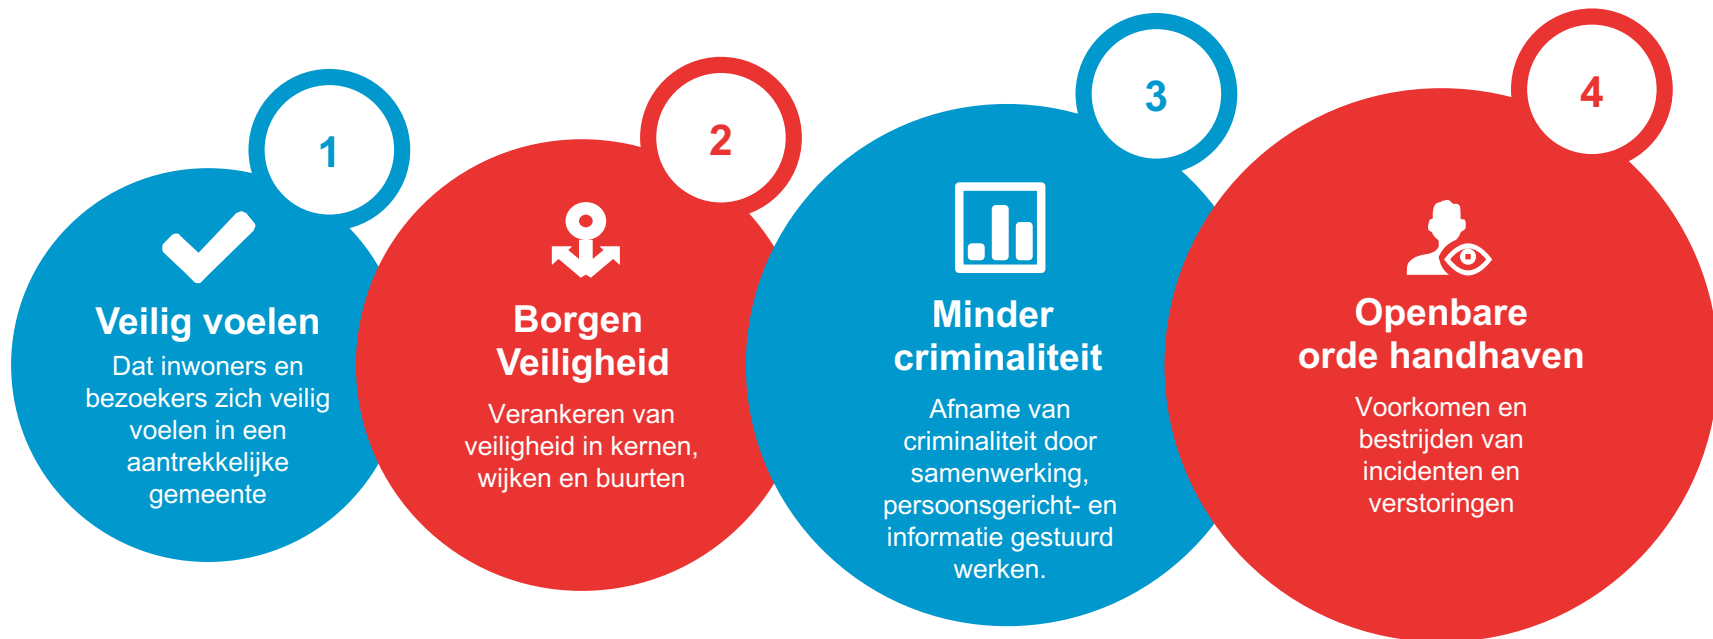 1
Veilig voelen
Dat inwoners en
bezoekers zich veilig
voelen in een
aantrekkelijke
gemeente
2
Borgen
Veiligheid
Verankeren van
veiligheid in kernen,
wijken en buurten
3
Minder
criminaliteit
Afname van
criminaliteit door
samenwerking,
persoonsgericht- en
informatie gestuurd
werken.
4
Openbare
orde handhaven
Voorkomen en
bestrijden van
incidenten en
verstoringen